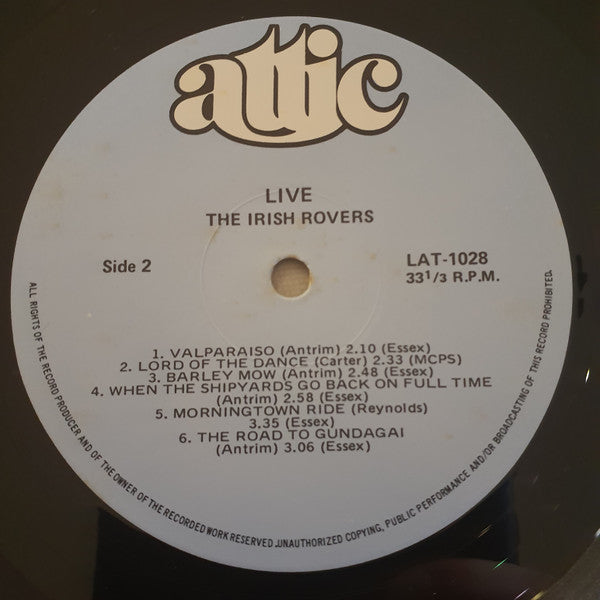 attic
LIVE
THE IRISH ROVERS
Side 2
LAT-1028
33 1/3 R.P.M.
1. VALPARAISO (Antrim) 2.10 (Essex)
2. LORD OF THE DANCE (Carter) 2.33 (MCPS)
3. BARLEY MOW (Antrim) 2.48 (Essex)
4. WHEN THE SHIPYARDS GO BACK ON FULL TIME
(Antrim) 2.58 (Essex)
5. MORNINGTOWN RIDE (Reynolds)
3.35 (Essex)
6. THE ROAD TO GUNDAGAI
(Antrim) 3.06 (Essex)
ALL RIGHTS OF THE RECORD PRODUCER AND OF THE OWNER OF THE RECORDED WORK RESERVED.UNAUTHORIZED COPYING, PUBLIC PERFORMANCE AND/OR BROADCASTING OF THIS RECORD PROHIBITED.